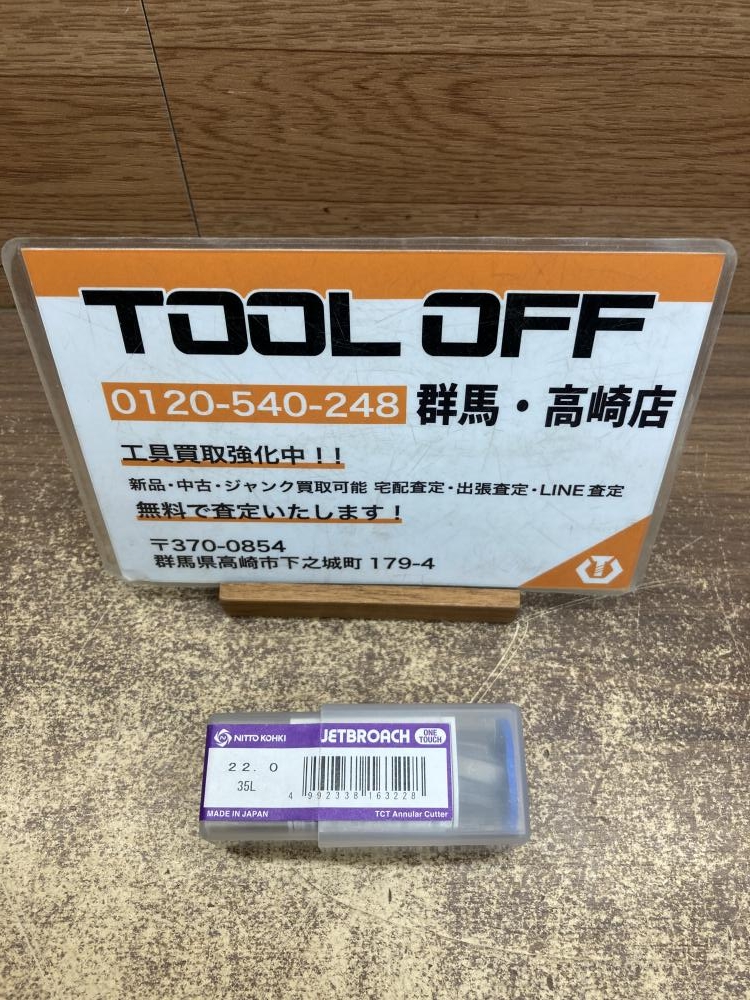 TOOL OFF
0120-540-248 群馬・高崎店
工具買取強化中！！
新品・中古・ジャンク買取可能 宅配査定・出張査定・LINE査定
無料で査定いたします！
〒370-0854
群馬県高崎市下之城町 179-4
NITTO KOHKI JETBROACH ONE TOUCH
22.0
35L
4 992338 163228
MADE IN JAPAN TCT Annular Cutter